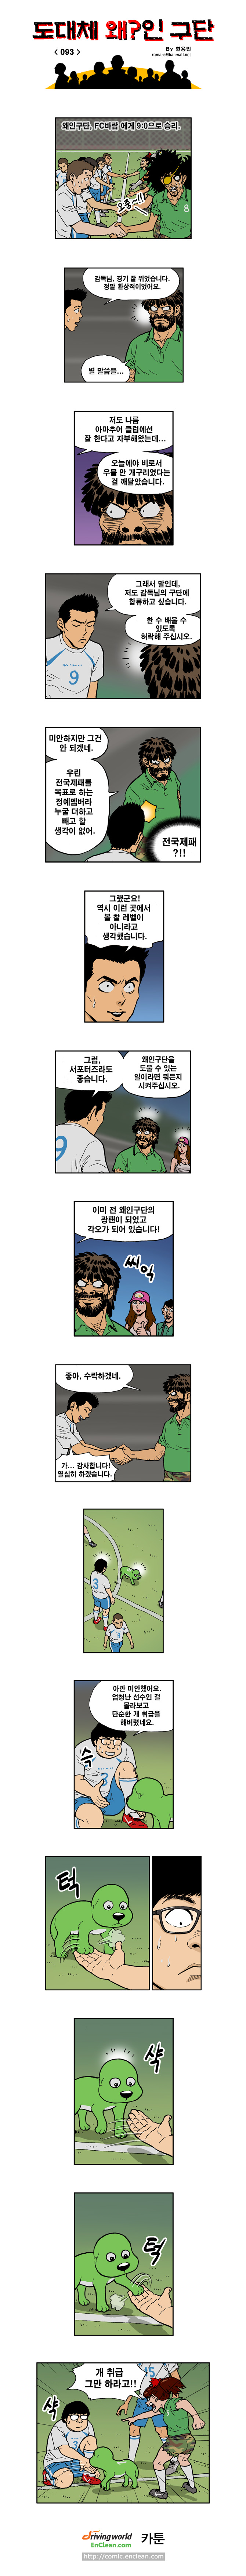 도대체 왜?인 구단
< 093 >
By 현용민
왜인구단, FC바람 에게 9:0으로 승리.
오홋~!!
8
감독님, 경기 잘 뛰었습니다.
정말 환상적이었어요.
별 말씀을...
저도 나름
아마추어 클럽에선
잘 한다고 자부해왔는데...
오늘에야 비로서
우물 안 개구리였다는
걸 깨달았습니다.
그래서 말인데,
저도 감독님의 구단에
합류하고 싶습니다.
한 수 배울 수
있도록
허락해 주십시오.
9
미안하지만 그건
안 되겠네.
우린
전국제패를
목표로 하는
정예멤버라
누굴 더하고
빼고 할
생각이 없어.
전국제패
?!!
그랬군요!
역시 이런 곳에서
볼 찰 레벨이
아니라고
생각했습니다.
그럼,
서포터즈라도
좋습니다.
왜인구단을
도울 수 있는
일이라면 뭐든지
시켜주십시오.
9
이미 전 왜인구단의
광팬이 되었고
각오가 되어 있습니다!
씨익
좋아, 수락하겠네.
가... 감사합니다!
열심히 하겠습니다.
3
아깐 미안했어요.
엄청난 선수인 걸
몰라보고
단순한 개 취급을
해버렸네요.
슥
3
턱
샥
턱
개 취급
그만 하라고!!
샥
15
3
Driving world
EnClean.com
카툰
http://comic.enclean.com